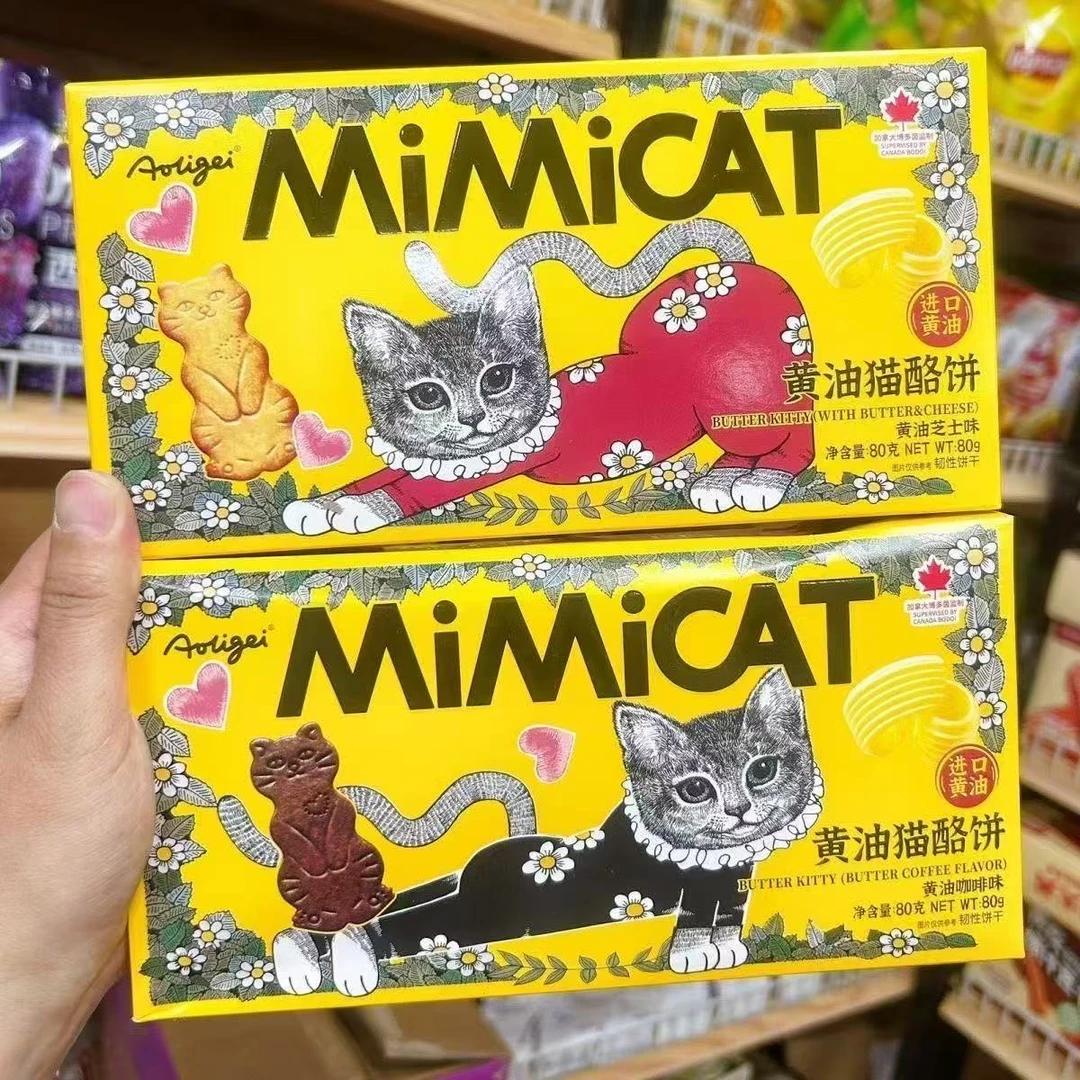 Aoligei®
MiMiCAT
加拿大博多茵监制
SUPERVISED BY
CANADA BODOI
进口
黄油
黄油猫酪饼
BUTTER KITTY(WITH BUTTER&CHEESE)
黄油芝士味
净含量:80克 NET WT:80g
图片仅供参考 韧性饼干
Aoligei®
MiMiCAT
加拿大博多茵监制
SUPERVISED BY
CANADA BODOI
进口
黄油
黄油猫酪饼
BUTTER KITTY (BUTTER COFFEE FLAVOR)
黄油咖啡味
净含量:80克 NET WT:80g
图片仅供参考 韧性饼干